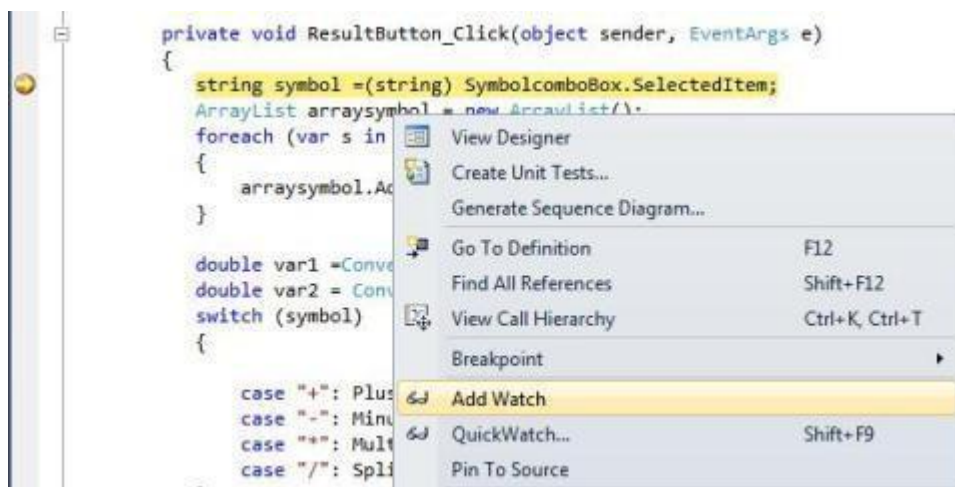 private void ResultButton_Click(object sender, EventArgs e)
{
string symbol =(string) SymbolcomboBox.SelectedItem;
ArrayList arraysymbol = new ArrayList();
foreach (var s in
{
arraysymbol.Ad
}
double var1 =Conve
double var2 = Conv
switch (symbol)
{
case "+": Plus
case "-": Minu
case "*": Mult
case "/": Spli
View Designer
Create Unit Tests...
Generate Sequence Diagram...
Go To Definition F12
Find All References Shift+F12
View Call Hierarchy Ctrl+K, Ctrl+T
Breakpoint
Add Watch
QuickWatch... Shift+F9
Pin To Source